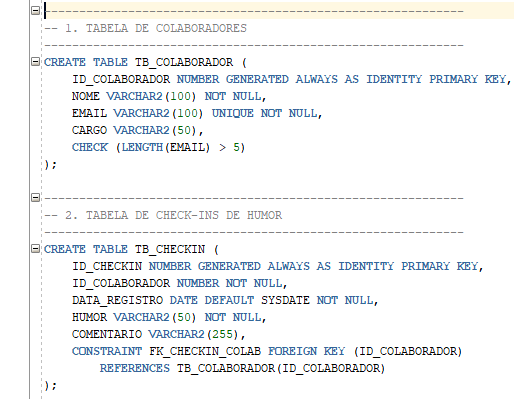 ------------------------------------------------------------
-- 1. TABELA DE COLABORADORES
------------------------------------------------------------
CREATE TABLE TB_COLABORADOR (
    ID_COLABORADOR NUMBER GENERATED ALWAYS AS IDENTITY PRIMARY KEY,
    NOME VARCHAR2(100) NOT NULL,
    EMAIL VARCHAR2(100) UNIQUE NOT NULL,
    CARGO VARCHAR2(50),
    CHECK (LENGTH(EMAIL) > 5)
);
------------------------------------------------------------
-- 2. TABELA DE CHECK-INS DE HUMOR
------------------------------------------------------------
CREATE TABLE TB_CHECKIN (
    ID_CHECKIN NUMBER GENERATED ALWAYS AS IDENTITY PRIMARY KEY,
    ID_COLABORADOR NUMBER NOT NULL,
    DATA_REGISTRO DATE DEFAULT SYSDATE NOT NULL,
    HUMOR VARCHAR2(50) NOT NULL,
    COMENTARIO VARCHAR2(255),
    CONSTRAINT FK_CHECKIN_COLAB FOREIGN KEY (ID_COLABORADOR)
        REFERENCES TB_COLABORADOR(ID_COLABORADOR)
);